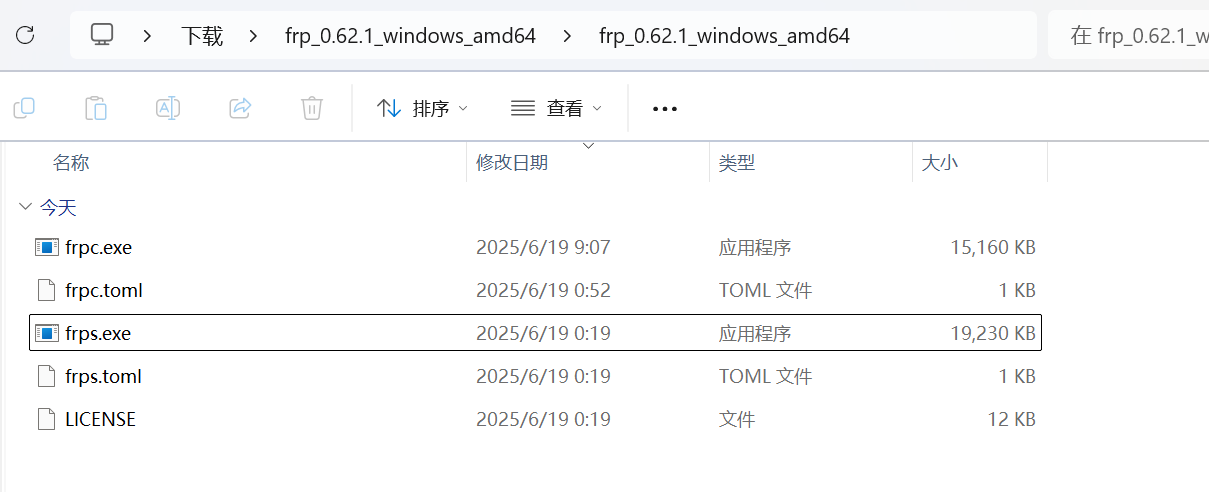 下载 frp_0.62.1_windows_amd64 frp_0.62.1_windows_amd64 在 frp_0.62.1_w
排序 查看
名称 修改日期 类型 大小
今天
frpc.exe 2025/6/19 9:07 应用程序 15,160 KB
frpc.toml 2025/6/19 0:52 TOML 文件 1 KB
frps.exe 2025/6/19 0:19 应用程序 19,230 KB
frps.toml 2025/6/19 0:19 TOML 文件 1 KB
LICENSE 2025/6/19 0:19 文件 12 KB